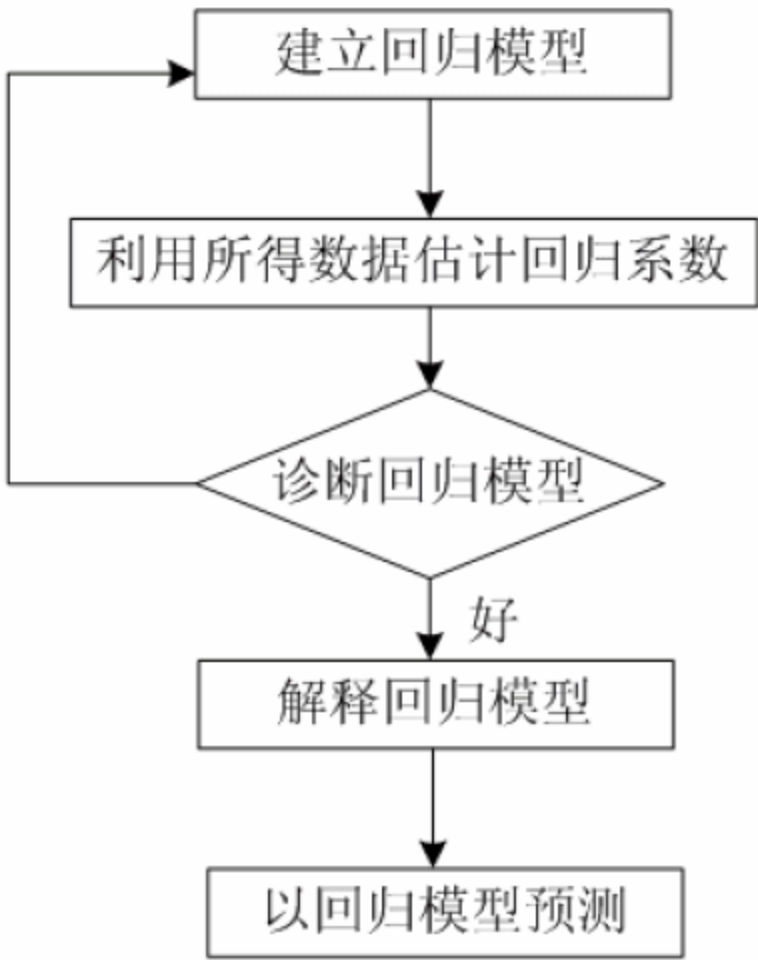 建立回归模型
利用所得数据估计回归系数
诊断回归模型
好
解释回归模型
以回归模型预测